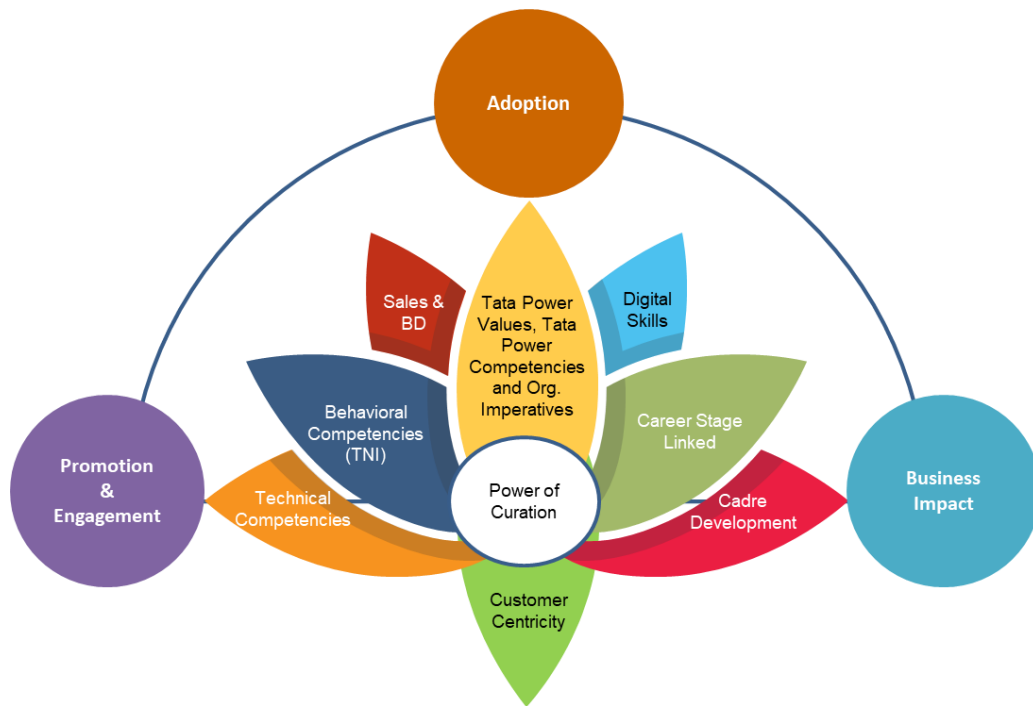 Adoption
Sales &
BD
Tata Power
Values, Tata
Power
Competencies
and Org.
Imperatives
Digital
Skills
Behavioral
Competencies
(TNI)
Career Stage
Linked
Promotion
&
Engagement
Technical
Competencies
Power of
Curation
Cadre
Development
Business
Impact
Customer
Centricity